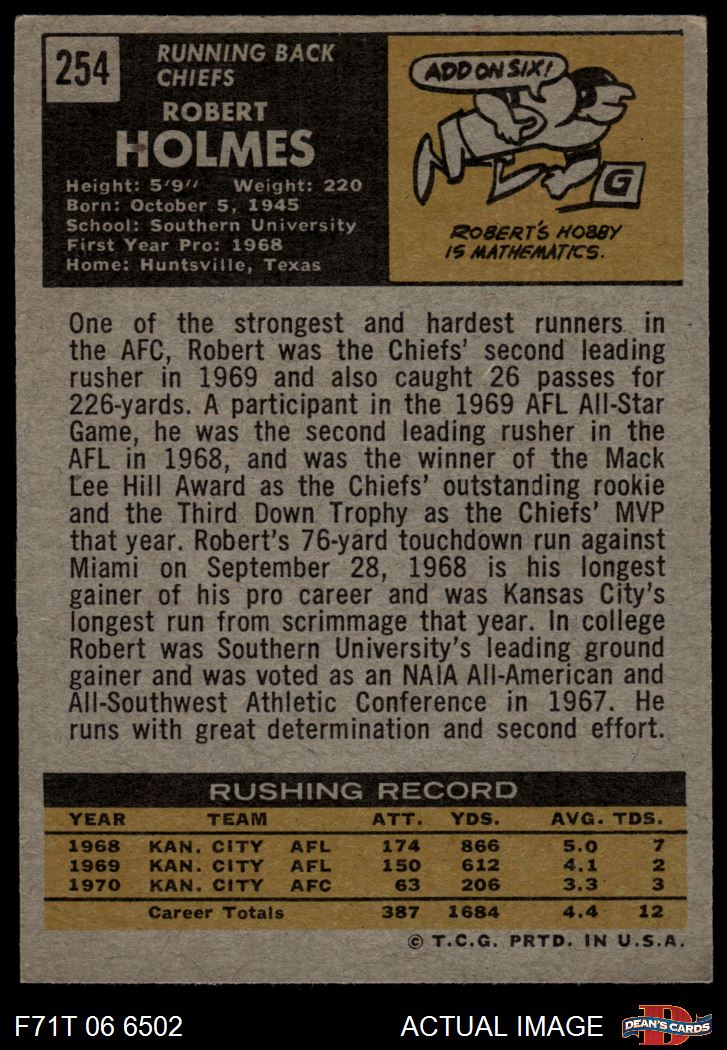 254
RUNNING BACK
CHIEFS
ROBERT
HOLMES
Height: 5'9" Weight: 220
Born: October 5, 1945
School: Southern University
First Year Pro: 1968
Home: Huntsville, Texas
ADD ON SIX!
G
ROBERT'S HOBBY
IS MATHEMATICS.
One of the strongest and hardest runners in
the AFC, Robert was the Chiefs' second leading
rusher in 1969 and also caught 26 passes for
226-yards. A participant in the 1969 AFL All-Star
Game, he was the second leading rusher in the
AFL in 1968, and was the winner of the Mack
Lee Hill Award as the Chiefs' outstanding rookie
and the Third Down Trophy as the Chiefs' MVP
that year. Robert's 76-yard touchdown run against
Miami on September 28, 1968 is his longest
gainer of his pro career and was Kansas City's
longest run from scrimmage that year. In college
Robert was Southern University's leading ground
gainer and was voted as an NAIA All-American and
All-Southwest Athletic Conference in 1967. He
runs with great determination and second effort.
RUSHING RECORD
YEAR TEAM ATT. YDS. AVG. TDS.
1968 KAN. CITY AFL 174 866 5.0 7
1969 KAN. CITY AFL 150 612 4.1 2
1970 KAN. CITY AFC 63 206 3.3 3
Career Totals 387 1684 4.4 12
© T.C.G. PRTD. IN U.S.A.
F71T 06 6502 ACTUAL IMAGE
D
DEAN'S CARDS